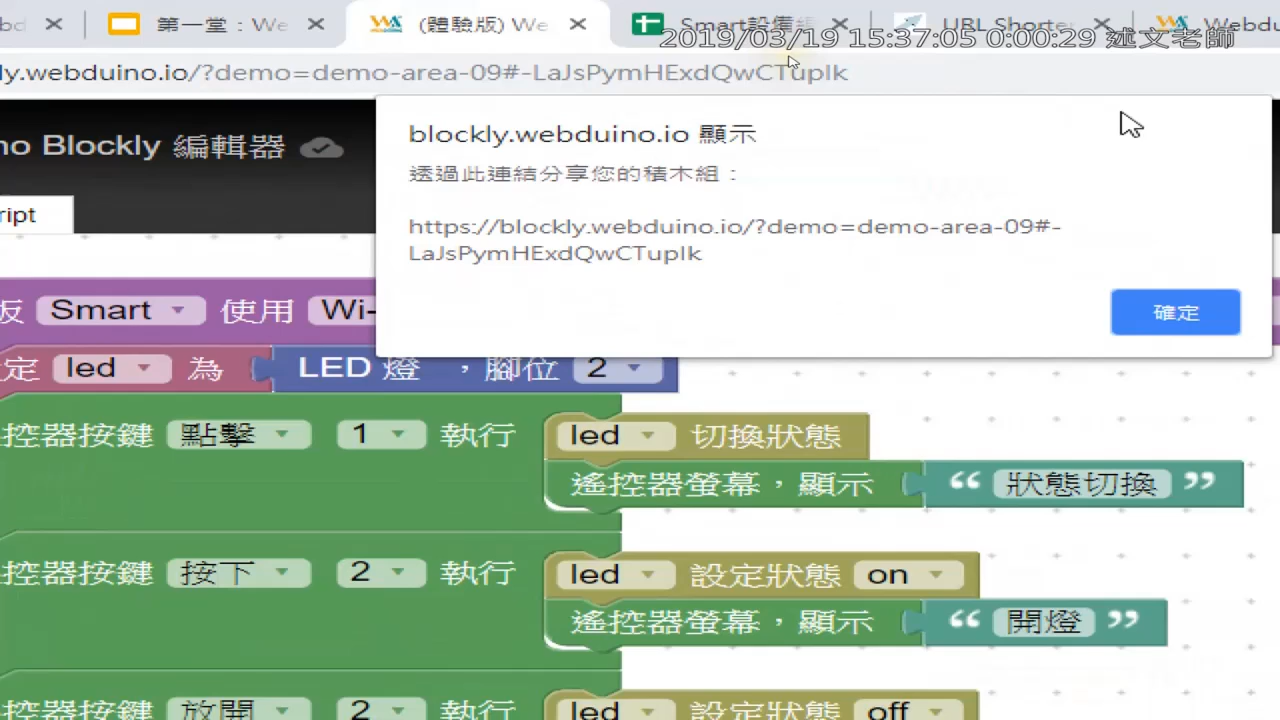 第一堂：We
(體驗版) We
Smart設備
URL Shorte
Webdu
2019/03/19 15:37:05 0:00:29 述文老師
ly.webduino.io/?demo=demo-area-09#-LaJsPymHExdQwCTuplk
no Blockly 編輯器
ript
blockly.webduino.io 顯示
透過此連結分享您的積木組：
https://blockly.webduino.io/?demo=demo-area-09#-
LaJsPymHExdQwCTuplk
確定
Smart 使用 Wi-
定 led 為 LED 燈 ，腳位 2
控器按鍵 點擊 1 執行 led 切換狀態
遙控器螢幕，顯示 “ 狀態切換 ”
控器按鍵 按下 2 執行 led 設定狀態 on
遙控器螢幕，顯示 “ 開燈 ”
控器按鍵 放開 2 執行 led 設定狀態 off